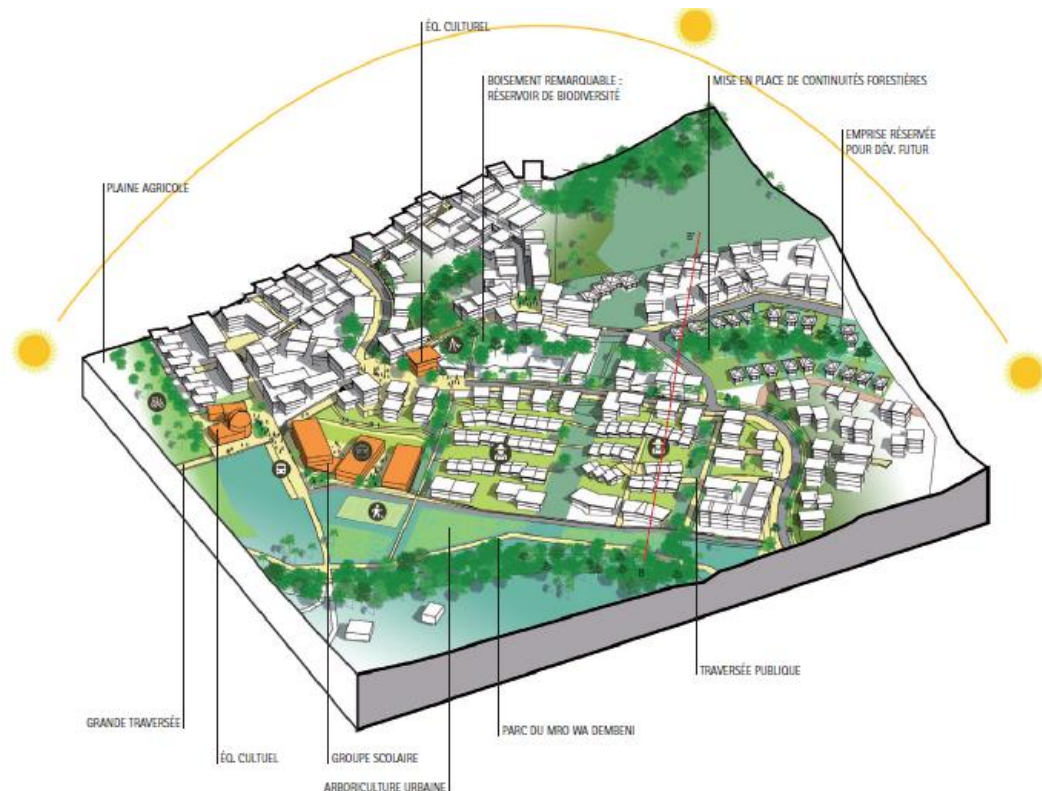 ÉQ. CULTUREL
BOISEMENT REMARQUABLE :
RÉSERVOIR DE BIODIVERSITÉ
MISE EN PLACE DE CONTINUITÉS FORESTIÈRES
EMPRISE RÉSERVÉE
POUR DÉV. FUTUR
PLAINE AGRICOLE
B'
B
TRAVERSÉE PUBLIQUE
GRANDE TRAVERSÉE
PARC DU MRO WA DEMBENI
ÉQ. CULTUEL
GROUPE SCOLAIRE
ARBORICULTURE URBAINE